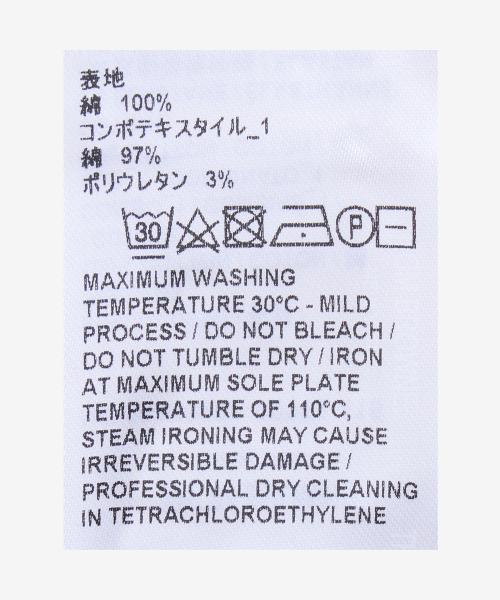 表地
綿 100%
コンポテキスタイル_1
綿 97%
ポリウレタン 3%
30 P
MAXIMUM WASHING
TEMPERATURE 30°C - MILD
PROCESS / DO NOT BLEACH /
DO NOT TUMBLE DRY / IRON
AT MAXIMUM SOLE PLATE
TEMPERATURE OF 110°C,
STEAM IRONING MAY CAUSE
IRREVERSIBLE DAMAGE /
PROFESSIONAL DRY CLEANING
IN TETRACHLOROETHYLENE